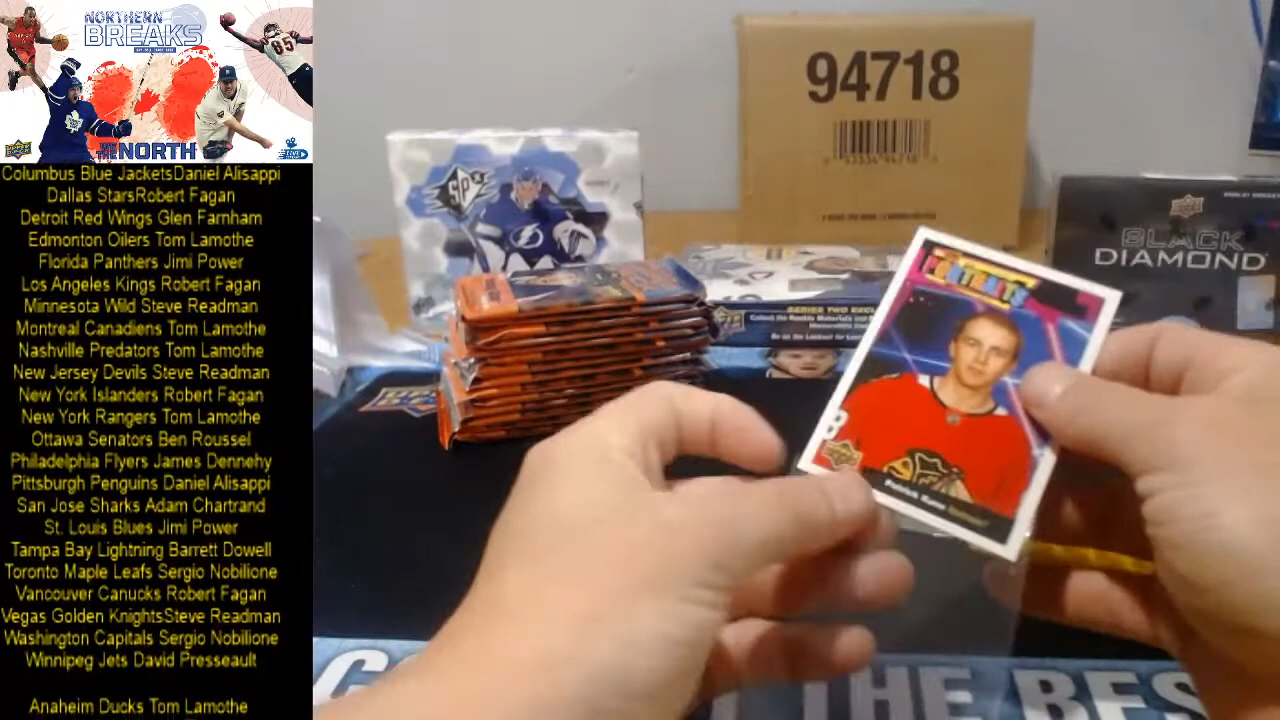 NORTHERN
BREAKS
THE NORTH
LIVE
Columbus Blue JacketsDaniel Alisappi
Dallas StarsRobert Fagan
Detroit Red Wings Glen Farnham
Edmonton Oilers Tom Lamothe
Florida Panthers Jimi Power
Los Angeles Kings Robert Fagan
Minnesota Wild Steve Readman
Montreal Canadiens Tom Lamothe
Nashville Predators Tom Lamothe
New Jersey Devils Steve Readman
New York Islanders Robert Fagan
New York Rangers Tom Lamothe
Ottawa Senators Ben Roussel
Philadelphia Flyers James Dennehy
Pittsburgh Penguins Daniel Alisappi
San Jose Sharks Adam Chartrand
St. Louis Blues Jimi Power
Tampa Bay Lightning Barrett Dowell
Toronto Maple Leafs Sergio Nobilione
Vancouver Canucks Robert Fagan
Vegas Golden KnightsSteve Readman
Washington Capitals Sergio Nobilione
Winnipeg Jets David Presseault
Anaheim Ducks Tom Lamothe
94718
SPx
BLACK
DIAMOND
SERIES TWO
PORTRAITS
Patrick Kane
THE BES